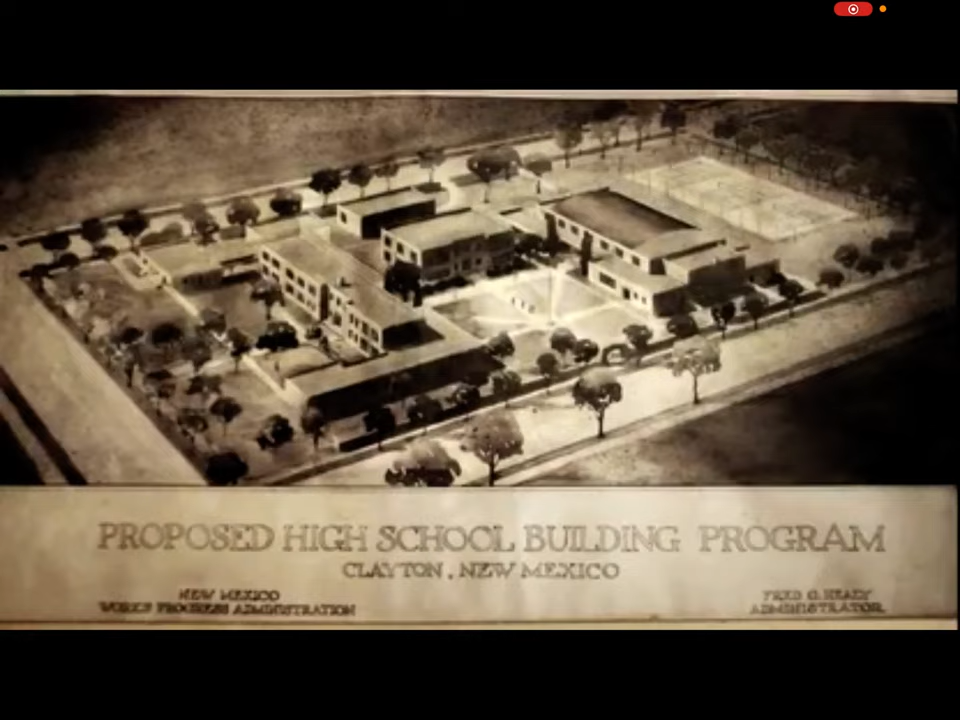 PROPOSED HIGH SCHOOL BUILDING PROGRAM
CLAYTON, NEW MEXICO
NEW MEXICO
WORKS PROGRESS ADMINISTRATION
FRED G. HEALY
ADMINISTRATOR.